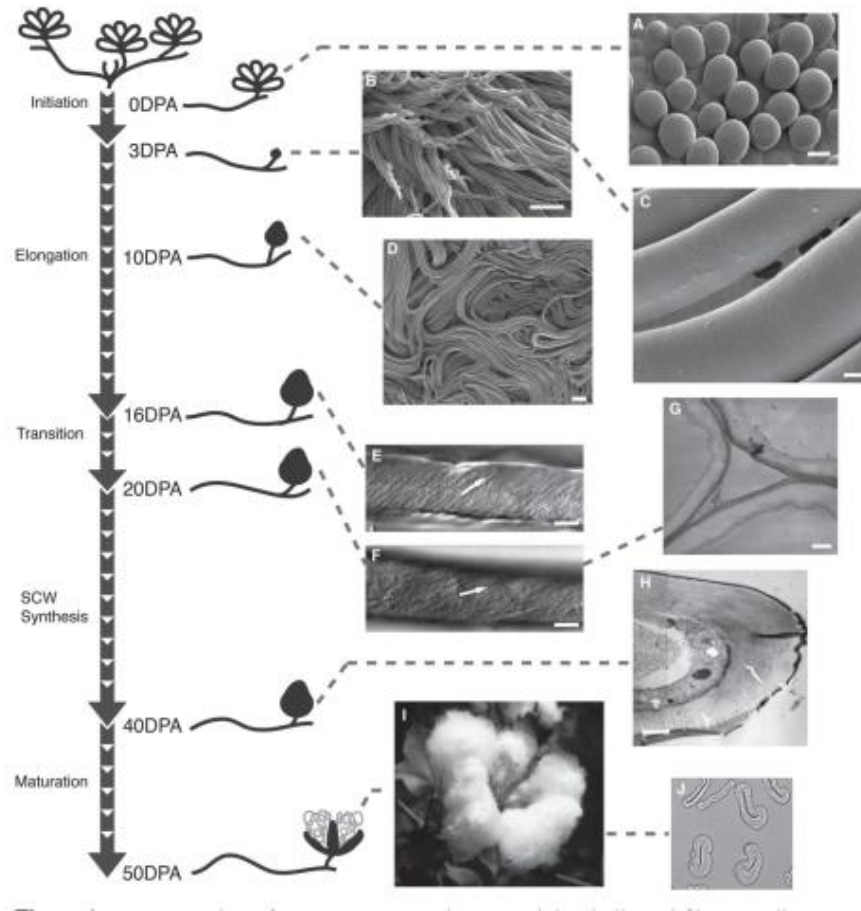 A
B
Initiation
0DPA
3DPA
C
Elongation
10DPA
D
16DPA
Transition
G
E
20DPA
F
SCW
Synthesis
H
40DPA
I
Maturation
J
50DPA